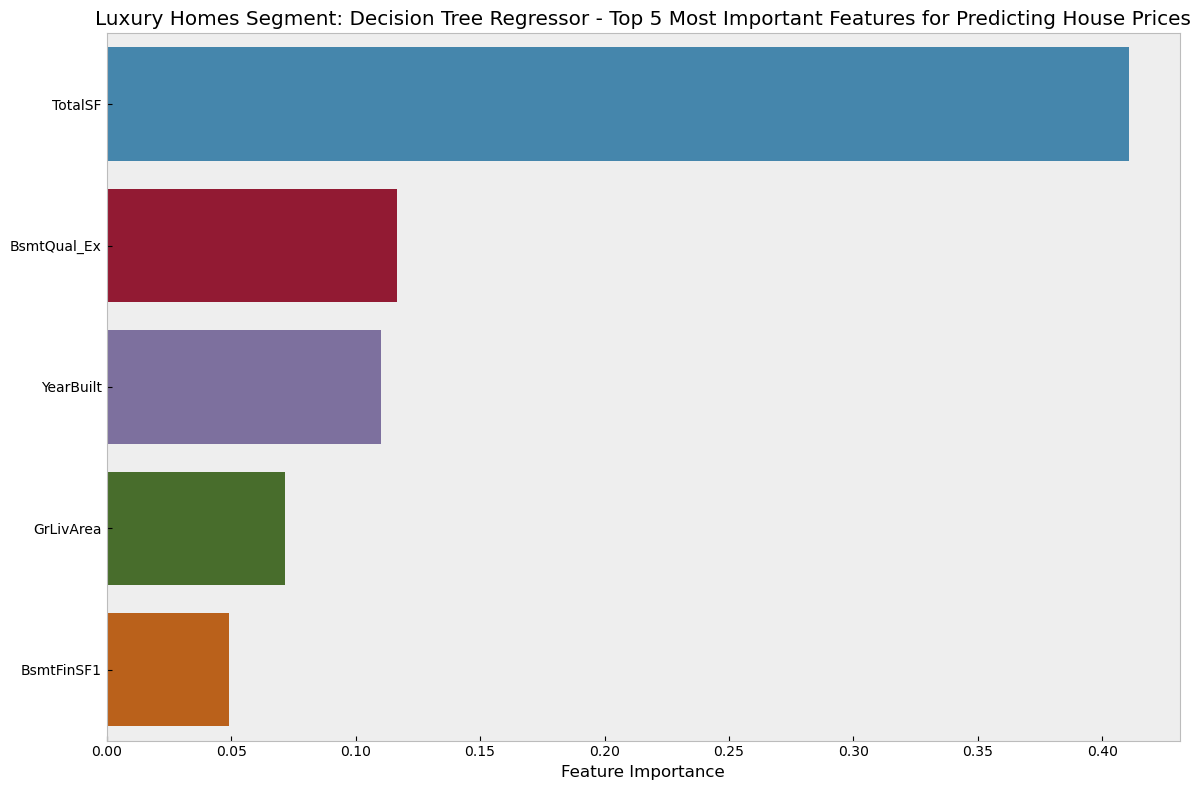 Luxury Homes Segment: Decision Tree Regressor - Top 5 Most Important Features for Predicting House Prices
TotalSF
BsmtQual_Ex
YearBuilt
GrLivArea
BsmtFinSF1
0.00 0.05 0.10 0.15 0.20 0.25 0.30 0.35 0.40
Feature Importance